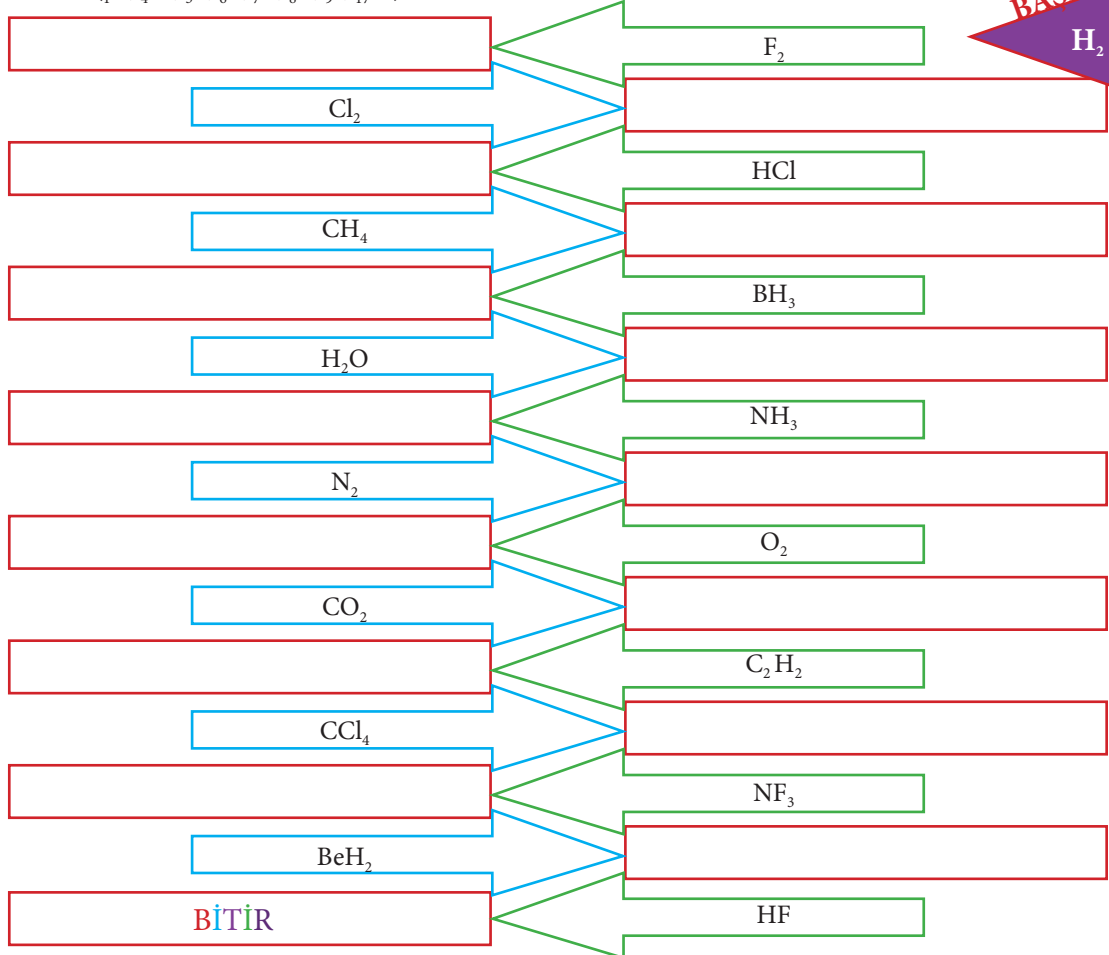 BAŞ
F₂
H₂
Cl₂
HCl
CH₄
BH₃
H₂O
NH₃
N₂
O₂
CO₂
C₂H₂
CCl₄
NF₃
BeH₂
HF
BİTİR